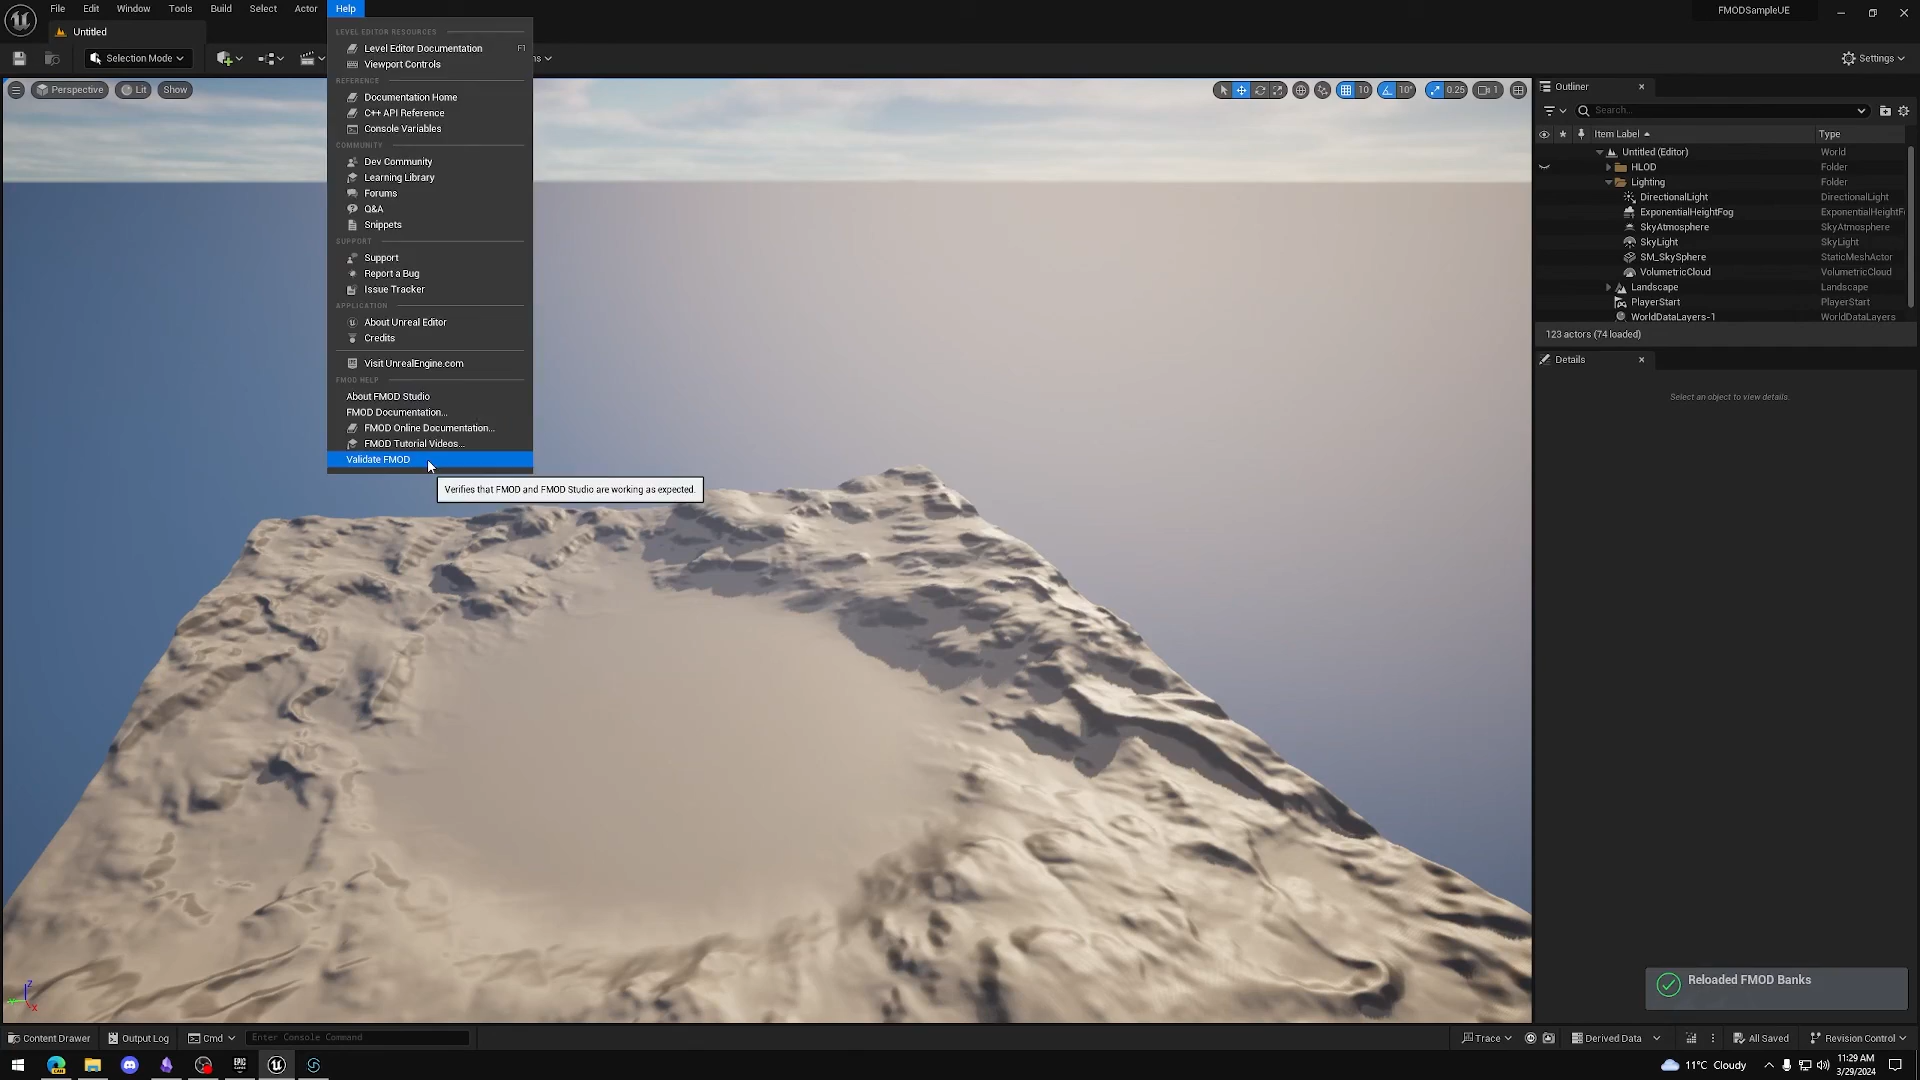 File Edit Window Tools Build Select Actor Help
FMODSampleUE
Untitled
Selection Mode
ns
Settings
LEVEL EDITOR RESOURCES
Level Editor Documentation F1
Viewport Controls
REFERENCE
Documentation Home
C++ API Reference
Console Variables
COMMUNITY
Dev Community
Learning Library
Forums
Q&A
Snippets
SUPPORT
Support
Report a Bug
Issue Tracker
APPLICATION
About Unreal Editor
Credits
Visit UnrealEngine.com
FMOD HELP
About FMOD Studio
FMOD Documentation...
FMOD Online Documentation...
FMOD Tutorial Videos...
Validate FMOD
Verifies that FMOD and FMOD Studio are working as expected.
Perspective Lit Show
10 10° 0.25 1
Outliner
Search...
Item Label Type
Untitled (Editor) World
HLOD Folder
Lighting Folder
DirectionalLight DirectionalLight
ExponentialHeightFog ExponentialHeightF
SkyAtmosphere SkyAtmosphere
SkyLight SkyLight
SM_SkySphere StaticMeshActor
VolumetricCloud VolumetricCloud
Landscape Landscape
PlayerStart PlayerStart
WorldDataLayers-1 WorldDataLayers
123 actors (74 loaded)
Details
Select an object to view details.
Z
X
Reloaded FMOD Banks
Content Drawer Output Log Cmd Enter Console Command
Trace Derived Data All Saved Revision Control
11°C Cloudy
11:29 AM
3/29/2024